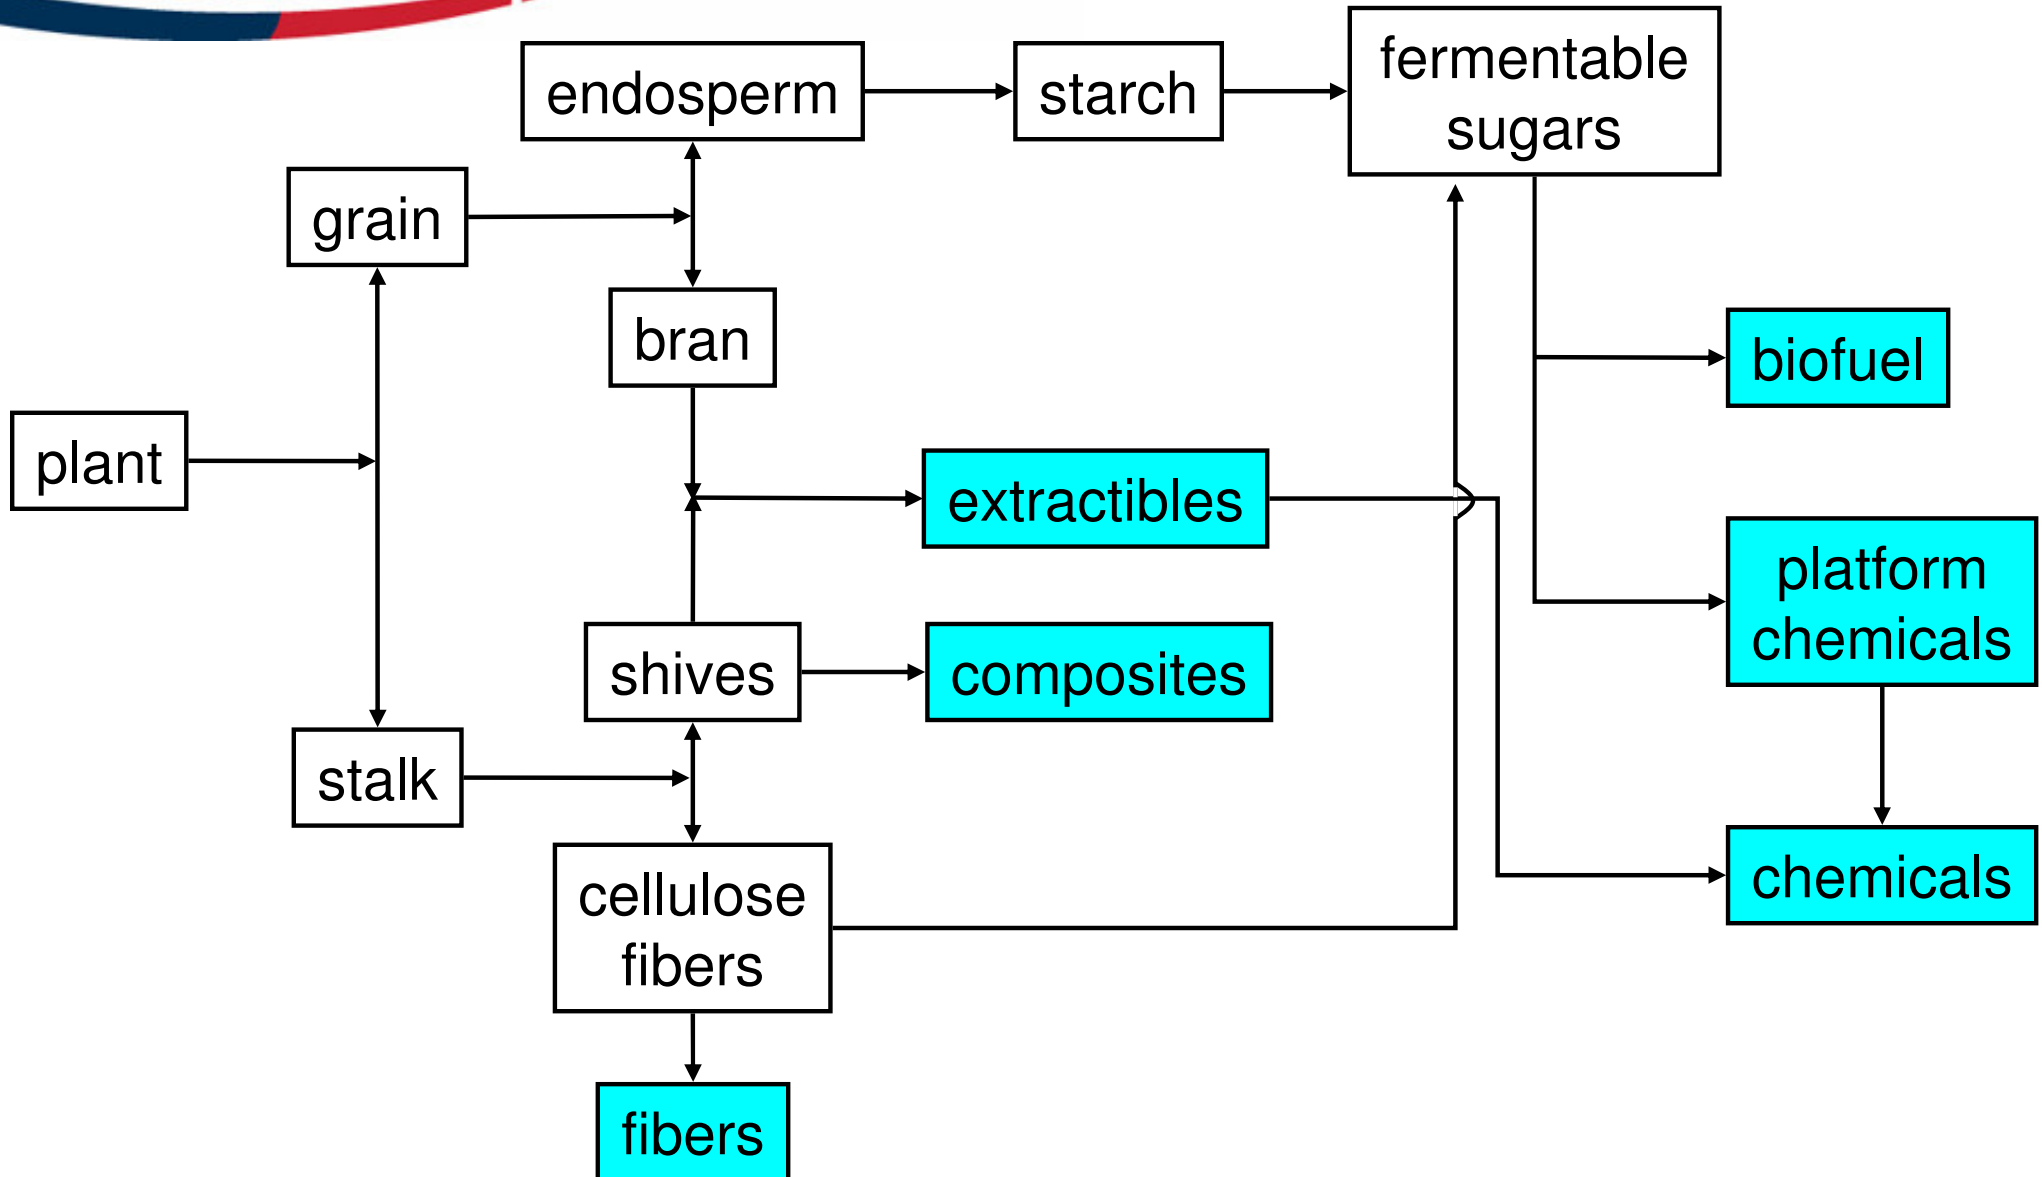 endosperm
starch
fermentable
sugars
grain
bran
biofuel
plant
extractibles
platform
chemicals
shives
composites
stalk
chemicals
cellulose
fibers
fibers